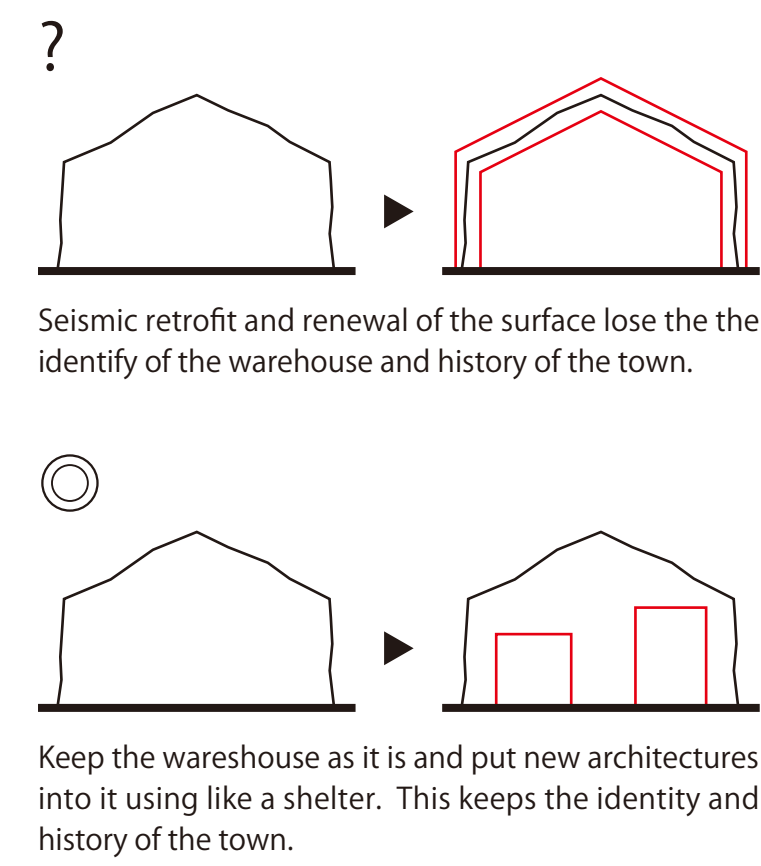 ?
Seismic retrofit and renewal of the surface lose the the
identify of the warehouse and history of the town.
Keep the wareshouse as it is and put new architectures
into it using like a shelter.  This keeps the identity and
history of the town.